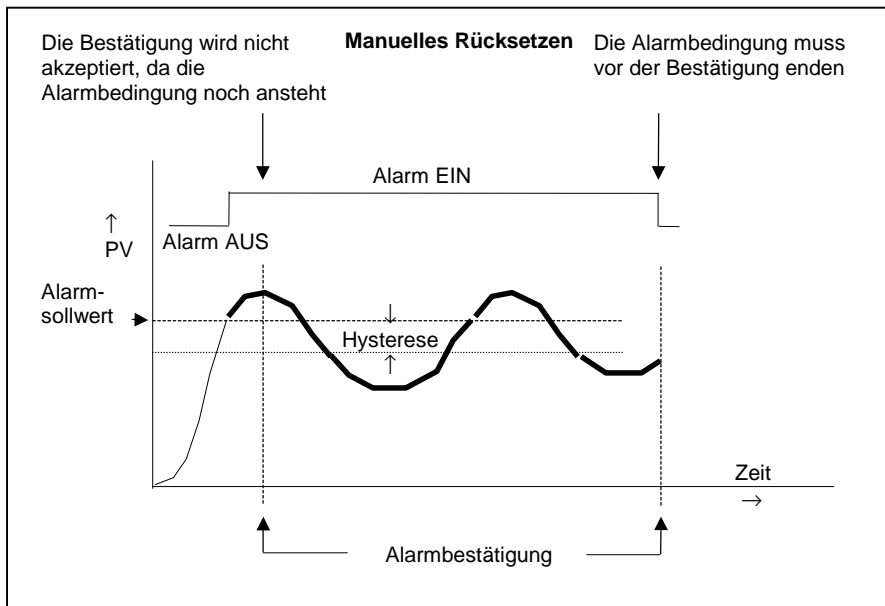 Die Bestätigung wird nicht
akzeptiert, da die
Alarmbedingung noch ansteht
Manuelles Rücksetzen
Die Alarmbedingung muss
vor der Bestätigung enden
Alarm EIN
↑
PV
Alarm AUS
Alarm-
sollwert
Hysterese
Zeit
→
Alarmbestätigung